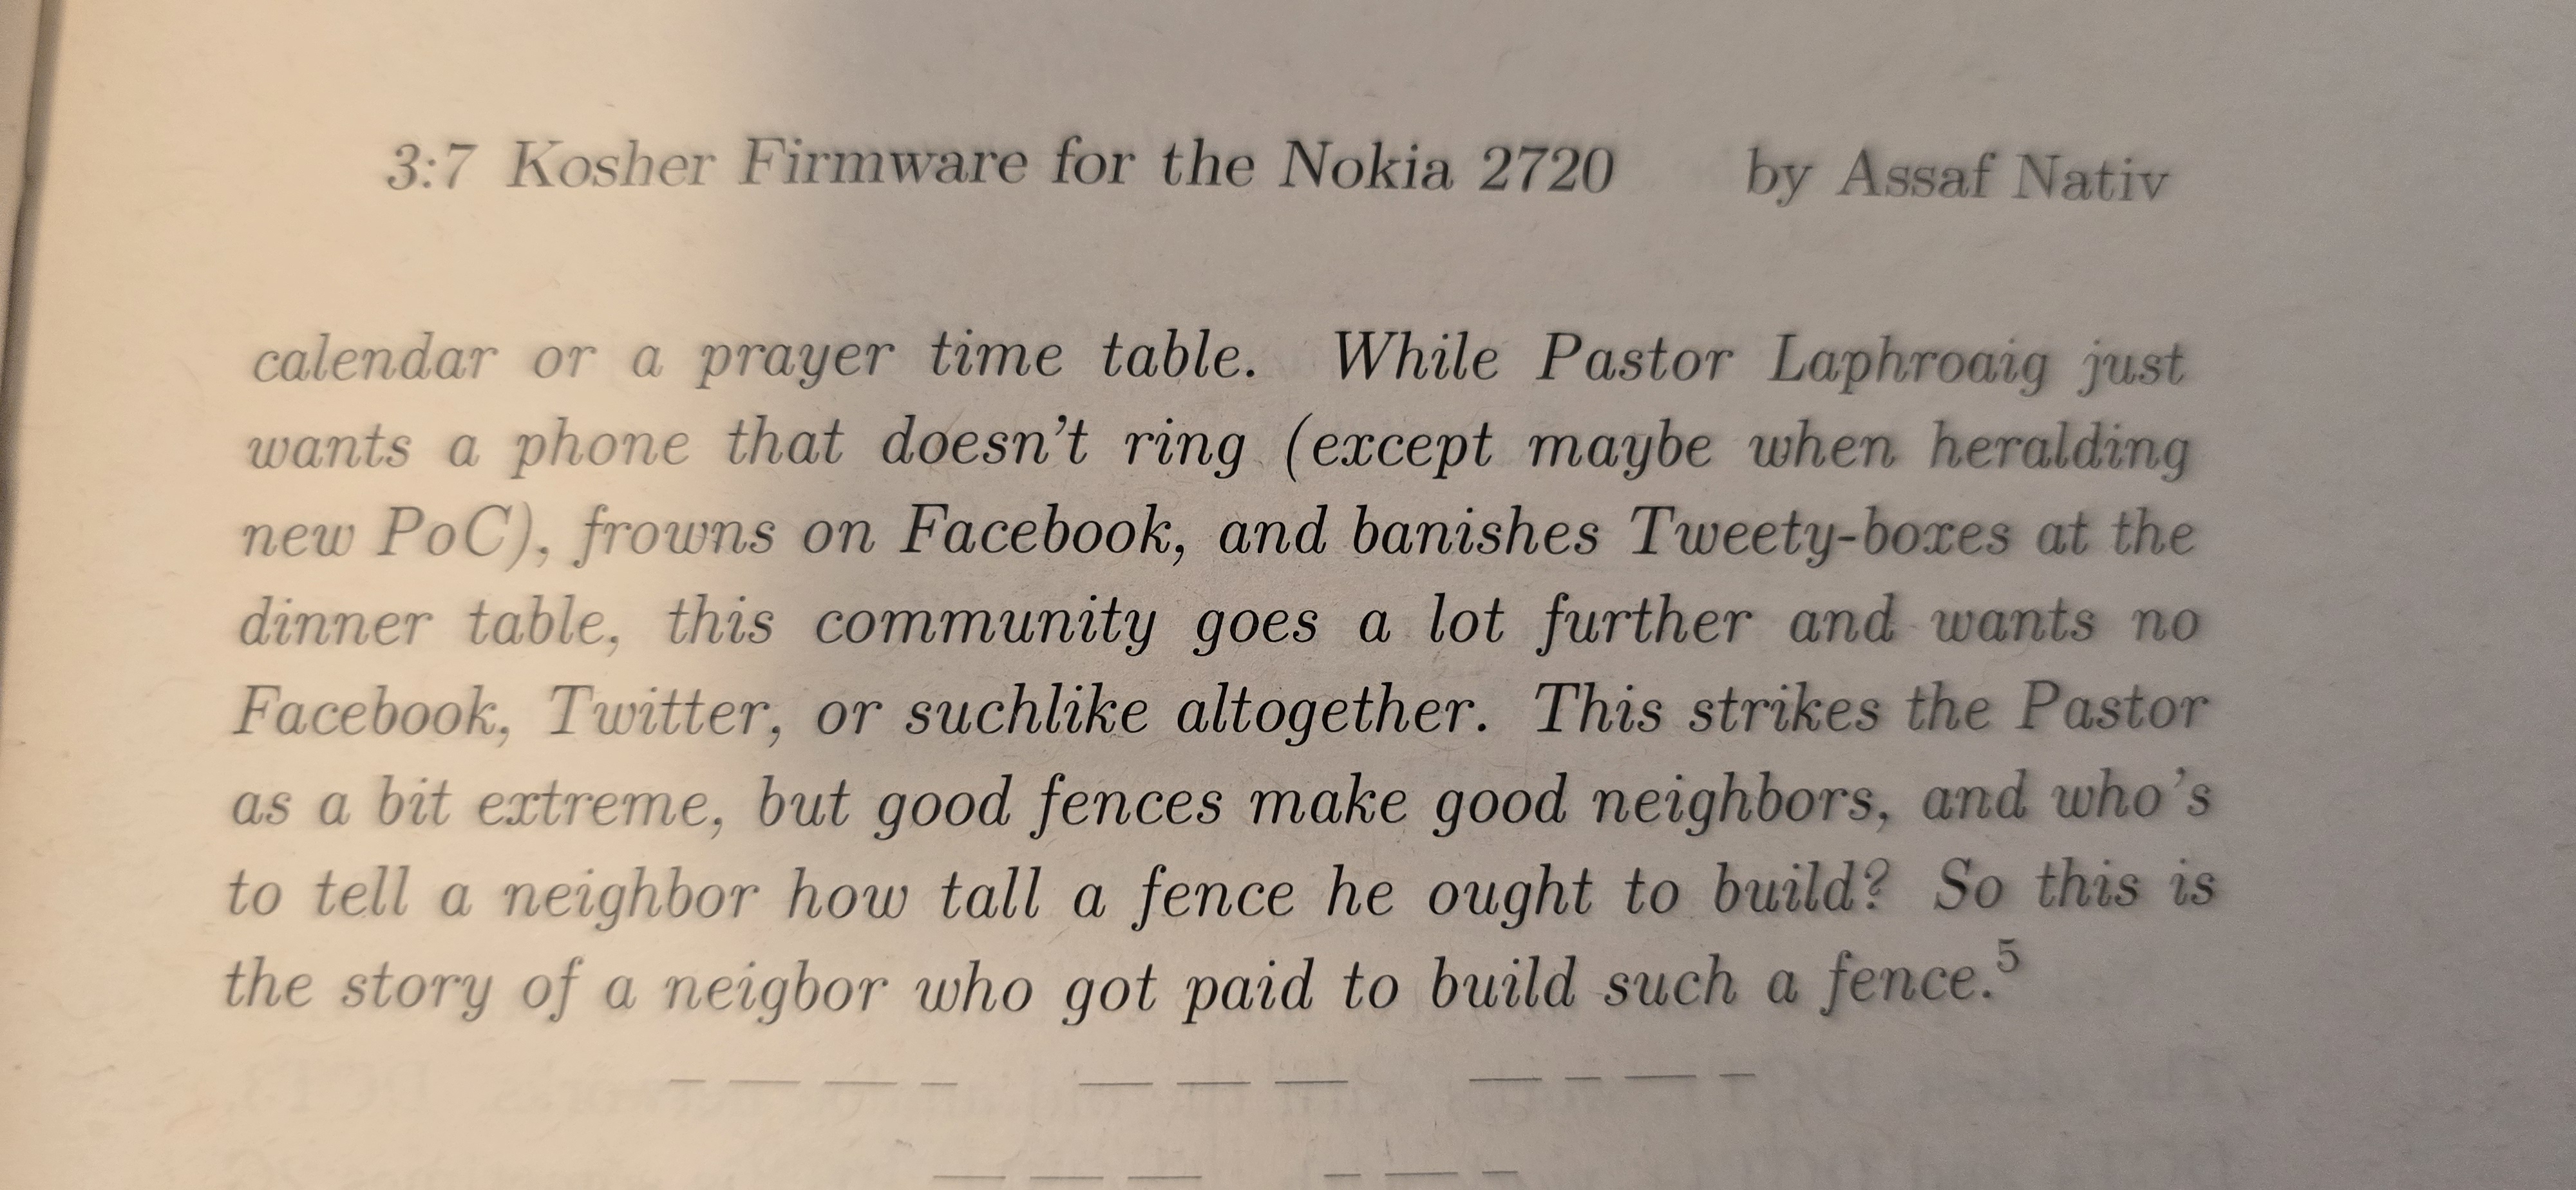 3:7 Kosher Firmware for the Nokia 2720 by Assaf Nativ
calendar or a prayer time table. While Pastor Laphroaig just
wants a phone that doesn't ring (except maybe when heralding
new PoC), frowns on Facebook, and banishes Tweety-boxes at the
dinner table, this community goes a lot further and wants no
Facebook, Twitter, or suchlike altogether. This strikes the Pastor
as a bit extreme, but good fences make good neighbors, and who's
to tell a neighbor how tall a fence he ought to build? So this is
the story of a neigbor who got paid to build such a fence.5